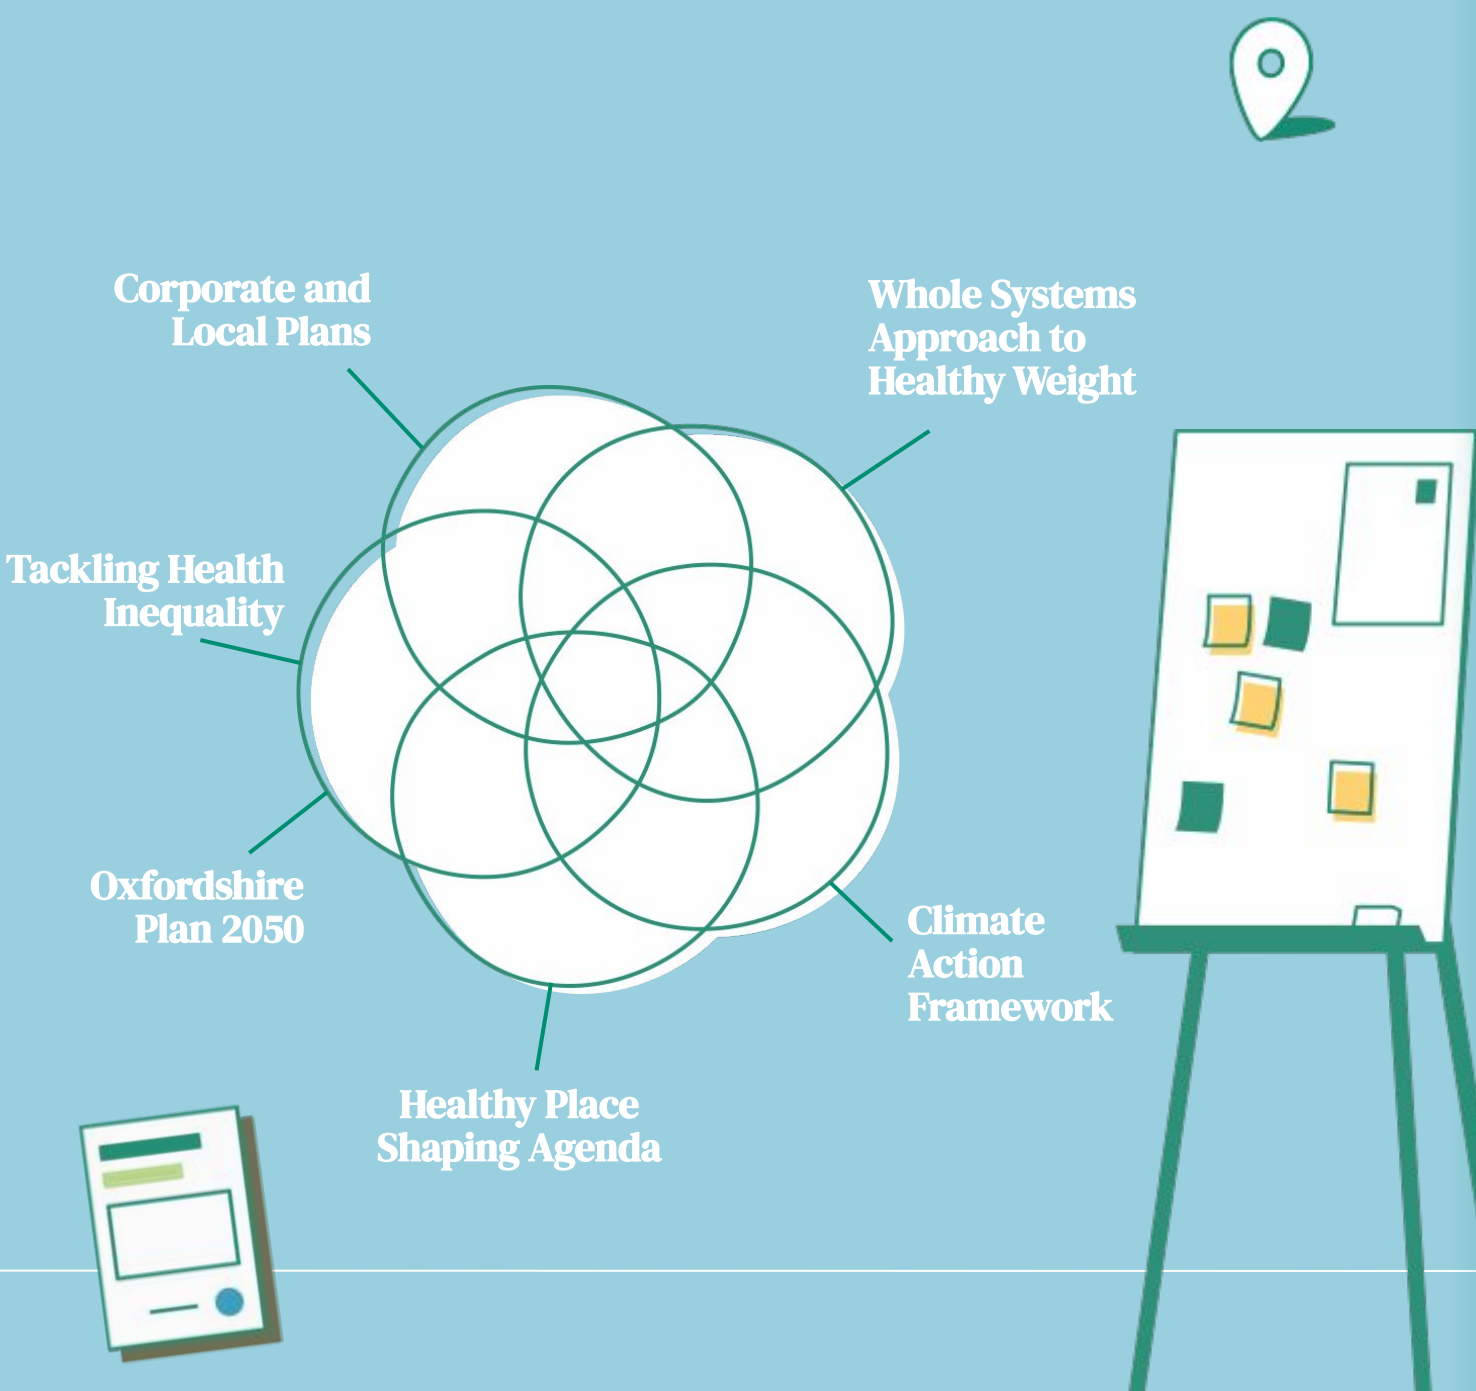 Corporate and
Local Plans
Whole Systems
Approach to
Healthy Weight
Tackling Health
Inequality
Oxfordshire
Plan 2050
Climate
Action
Framework
Healthy Place
Shaping Agenda